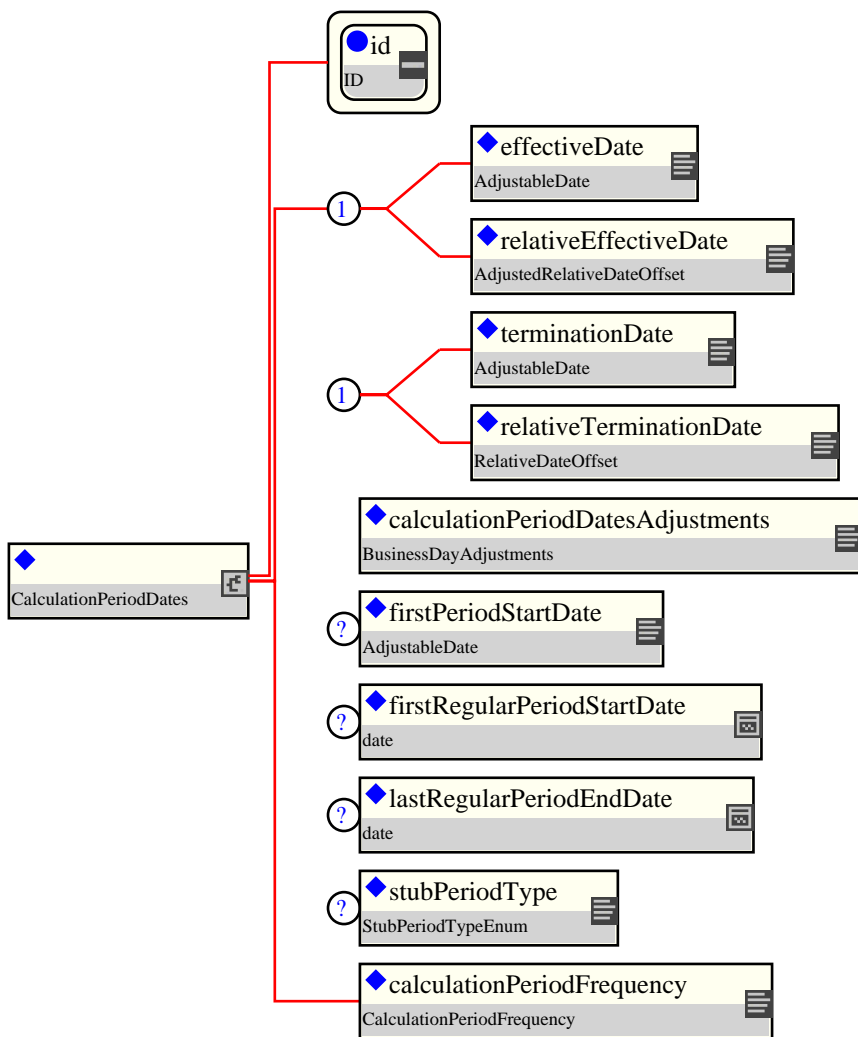 id
ID
effectiveDate
AdjustableDate
1
relativeEffectiveDate
AdjustedRelativeDateOffset
terminationDate
AdjustableDate
1
relativeTerminationDate
RelativeDateOffset
calculationPeriodDatesAdjustments
BusinessDayAdjustments
CalculationPeriodDates
?
firstPeriodStartDate
AdjustableDate
?
firstRegularPeriodStartDate
date
?
lastRegularPeriodEndDate
date
?
stubPeriodType
StubPeriodTypeEnum
calculationPeriodFrequency
CalculationPeriodFrequency